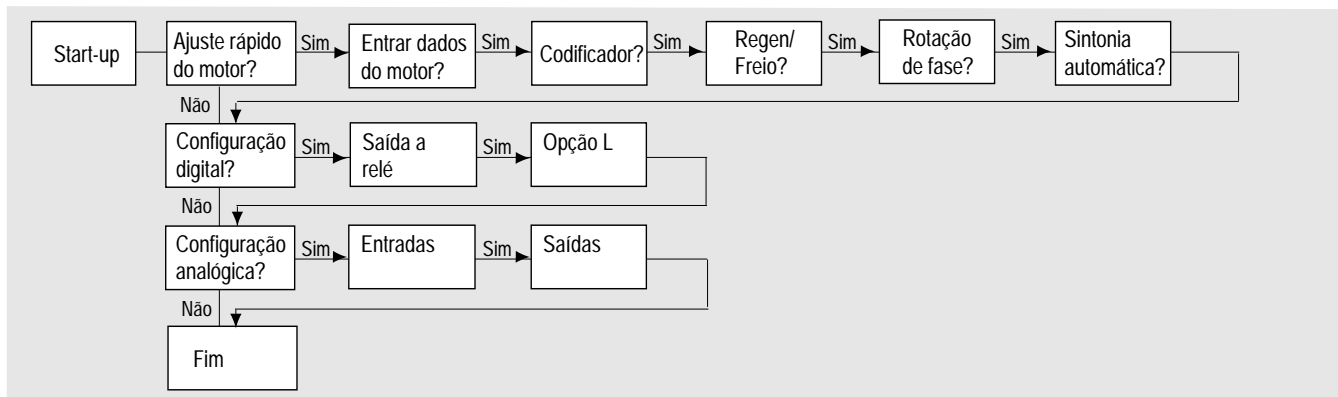 Start-up
Ajuste rápido
do motor?
Sim
Entrar dados
do motor?
Sim
Codificador?
Sim
Regen/
Freio?
Sim
Rotação
de fase?
Sim
Sintonia
automática?
Não
Configuração
digital?
Sim
Saída a
relé
Sim
Opção L
Não
Configuração
analógica?
Sim
Entradas
Sim
Saídas
Não
Fim